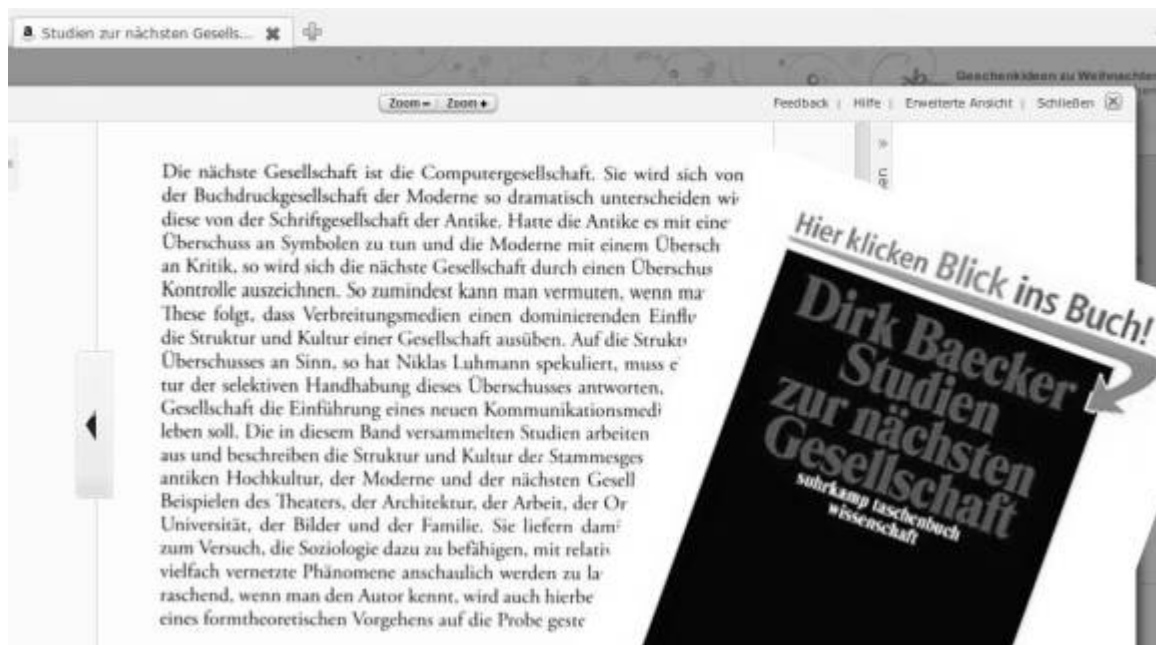 a Studien zur nächsten Gesells...
Geschenkideen zu Weihnachten
Zoom - | Zoom +
Feedback | Hilfe | Erweiterte Ansicht | Schließen
Die nächste Gesellschaft ist die Computergesellschaft. Sie wird sich von
der Buchdruckgesellschaft der Moderne so dramatisch unterscheiden wi
diese von der Schriftgesellschaft der Antike. Hatte die Antike es mit eine
Überschuss an Symbolen zu tun und die Moderne mit einem Übersch
an Kritik, so wird sich die nächste Gesellschaft durch einen Überschus
Kontrolle auszeichnen. So zumindest kann man vermuten, wenn ma
These folgt, dass Verbreitungsmedien einen dominierenden Einflu
die Struktur und Kultur einer Gesellschaft ausüben. Auf die Strukt
Überschusses an Sinn, so hat Niklas Luhmann spekuliert, muss e
tur der selektiven Handhabung dieses Überschusses antworten,
Gesellschaft die Einführung eines neuen Kommunikationsmedi
leben soll. Die in diesem Band versammelten Studien arbeiten
aus und beschreiben die Struktur und Kultur der Stammesges
antiken Hochkultur, der Moderne und der nächsten Gesell
Beispielen des Theaters, der Architektur, der Arbeit, der Or
Universität, der Bilder und der Familie. Sie liefern dami
zum Versuch, die Soziologie dazu zu befähigen, mit relativ
vielfach vernetzte Phänomene anschaulich werden zu la
raschend, wenn man den Autor kennt, wird auch hierbe
eines formtheoretischen Vorgehens auf die Probe geste
Hier klicken Blick ins Buch!
Dirk Baecker
Studien
zur nächsten
Gesellschaft
suhrkamp taschenbuch
wissenschaft